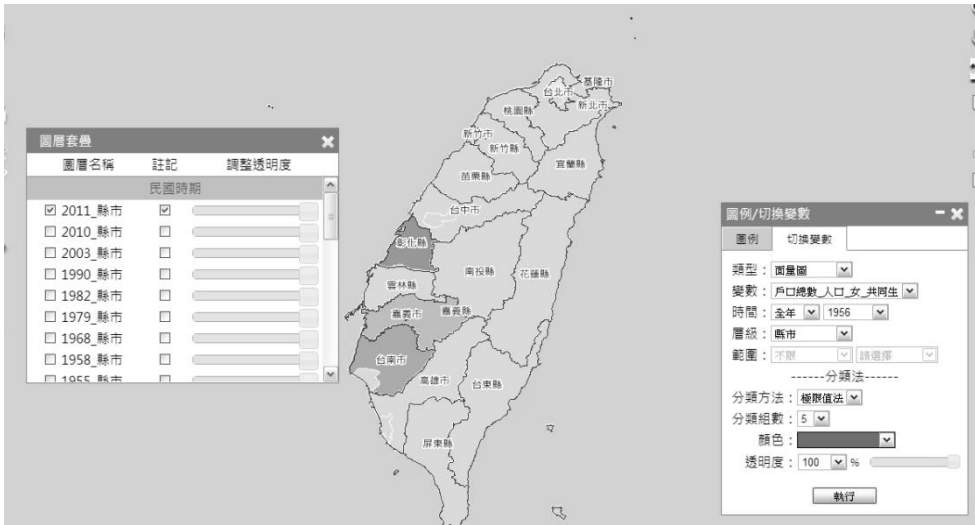 圖層套疊
圖層名稱 註記 調整透明度
民國時期
2011_縣市
2010_縣市
2003_縣市
1990_縣市
1982_縣市
1979_縣市
1968_縣市
1958_縣市
1955_縣市
基隆市
台北市
新北市
桃園縣
新竹市
新竹縣
宜蘭縣
苗栗縣
台中市
彰化縣
南投縣
花蓮縣
雲林縣
嘉義市
嘉義縣
台南市
高雄市
台東縣
屏東縣
圖例/切換變數
圖例 切換變數
類型：面量圖
變數：戶口總數_人口_女_共同生
時間：全年 1956
層級：縣市
範圍：不限 請選擇
------分類法------
分類方法：極限值法
分類組數：5
顏色：
透明度：100 %
執行